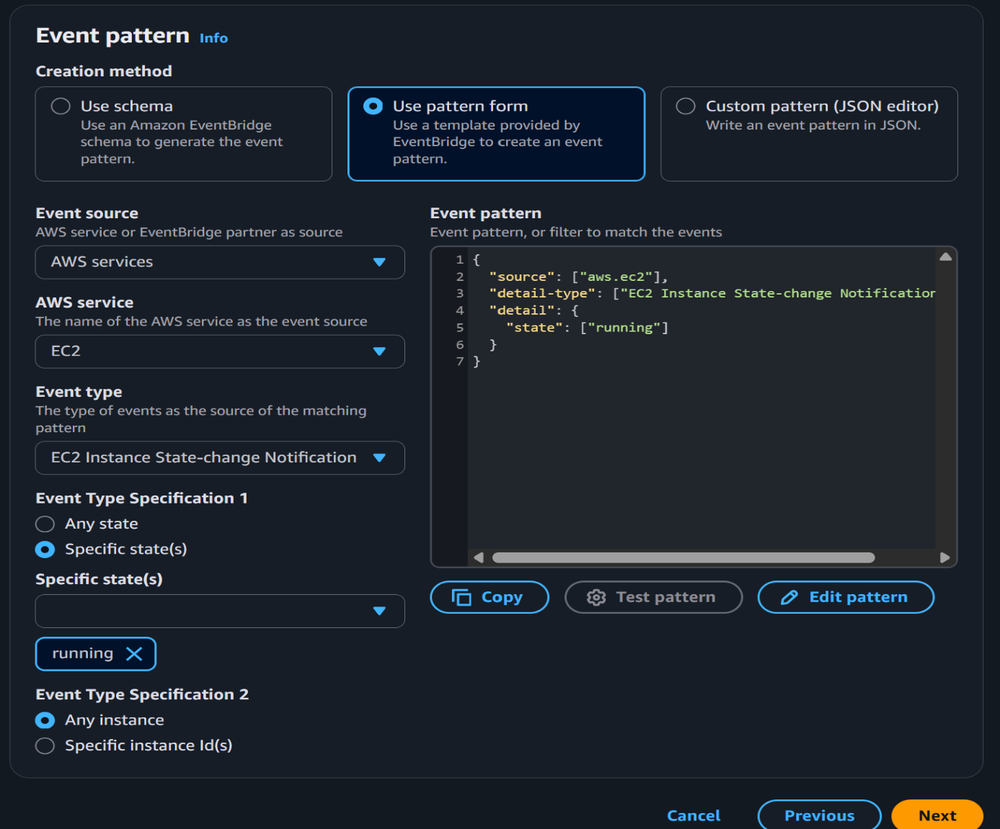 Event pattern Info
Creation method
Use schema
Use an Amazon EventBridge
schema to generate the event
pattern.
Use pattern form
Use a template provided by
EventBridge to create an event
pattern.
Custom pattern (JSON editor)
Write an event pattern in JSON.
Event source
AWS service or EventBridge partner as source
AWS services
AWS service
The name of the AWS service as the event source
EC2
Event type
The type of events as the source of the matching
pattern
EC2 Instance State-change Notification
Event Type Specification 1
Any state
Specific state(s)
Specific state(s)
running
Event Type Specification 2
Any instance
Specific instance Id(s)
Event pattern
Event pattern, or filter to match the events
1 {
2   "source": ["aws.ec2"],
3   "detail-type": ["EC2 Instance State-change Notification
4   "detail": {
5     "state": ["running"]
6   }
7 }
Copy
Test pattern
Edit pattern
Cancel
Previous
Next